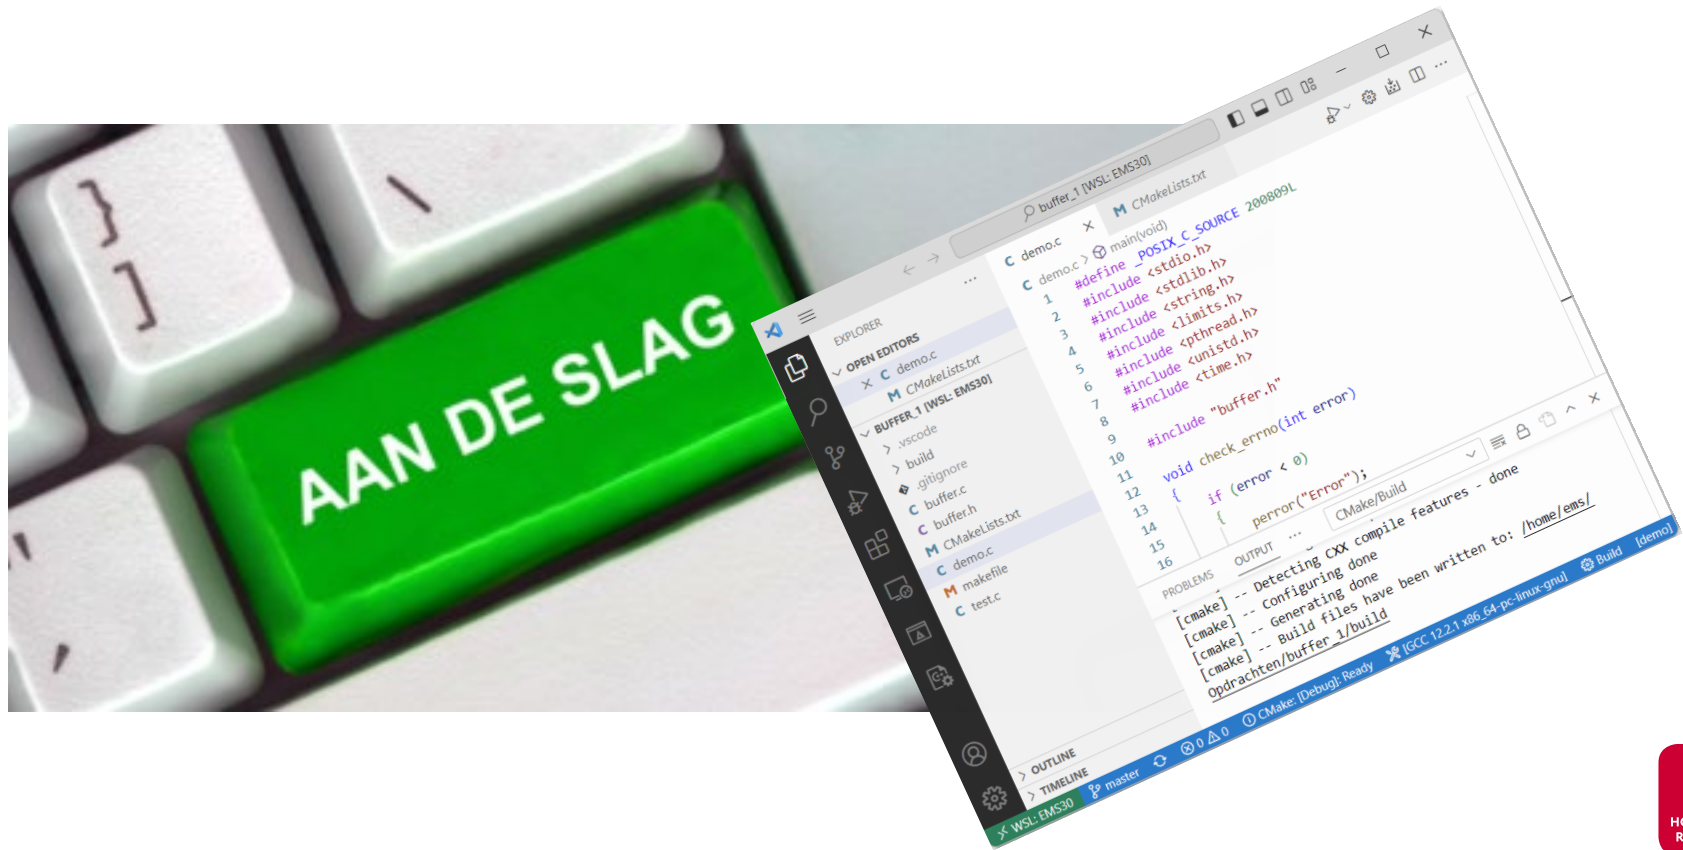 }
]
\
"
'
AAN DE SLAG
buffer_1 [WSL: EMS30]
EXPLORER
OPEN EDITORS
demo.c
CMakeLists.txt
BUFFER_1 [WSL: EMS30]
.vscode
build
.gitignore
buffer.c
buffer.h
CMakeLists.txt
demo.c
makefile
test.c
OUTLINE
TIMELINE
demo.c
CMakeLists.txt
demo.c > main(void)
1 #define _POSIX_C_SOURCE 200809L
2 #include <stdio.h>
3 #include <stdlib.h>
4 #include <string.h>
5 #include <limits.h>
6 #include <pthread.h>
7 #include <unistd.h>
8 #include <time.h>
9
10 #include "buffer.h"
11
12 void check_errno(int error)
13 {
14 if (error < 0)
15 {
16 perror("Error");
PROBLEMS OUTPUT ... CMake/Build
[cmake] -- Detecting CXX compile features - done
[cmake] -- Configuring done
[cmake] -- Generating done
[cmake] -- Build files have been written to: /home/ems/
Opdrachten/buffer_1/build
WSL: EMS30 master 0 0 CMake: [Debug]: Ready [GCC 12.2.1 x86_64-pc-linux-gnu] Build [demo]